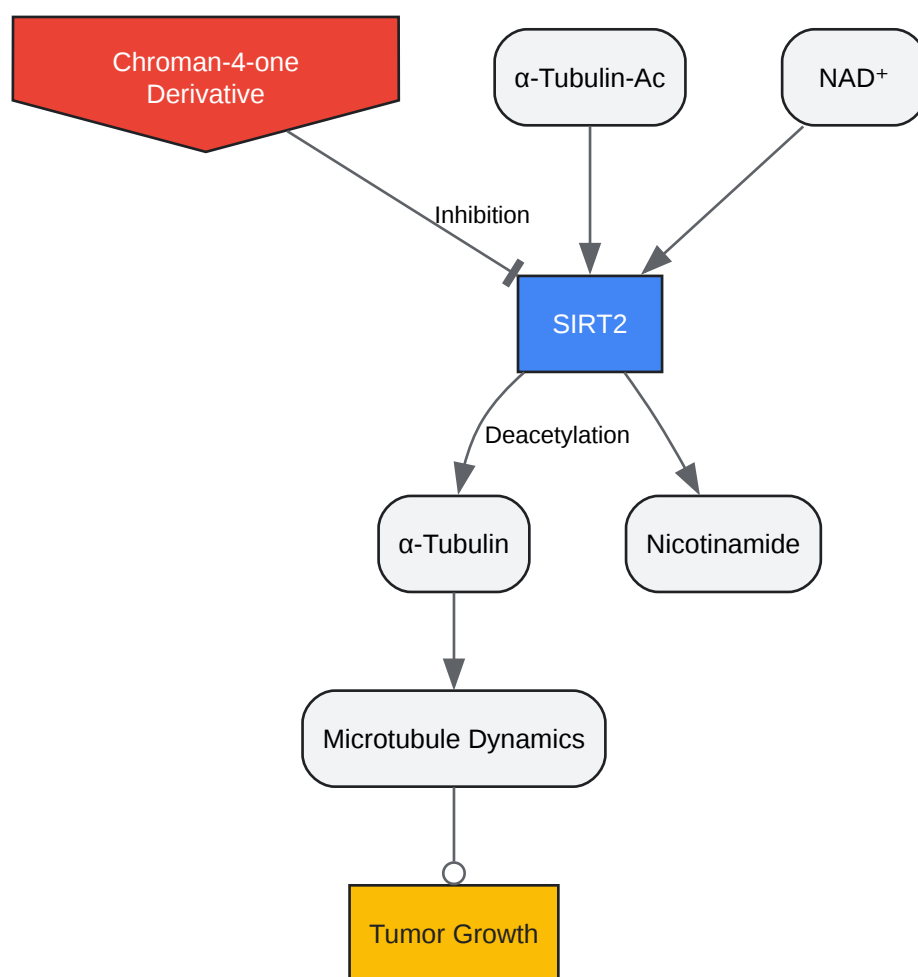 Chroman-4-one
Derivative
α-Tubulin-Ac
NAD⁺
Inhibition
SIRT2
Deacetylation
α-Tubulin
Nicotinamide
Microtubule Dynamics
Tumor Growth